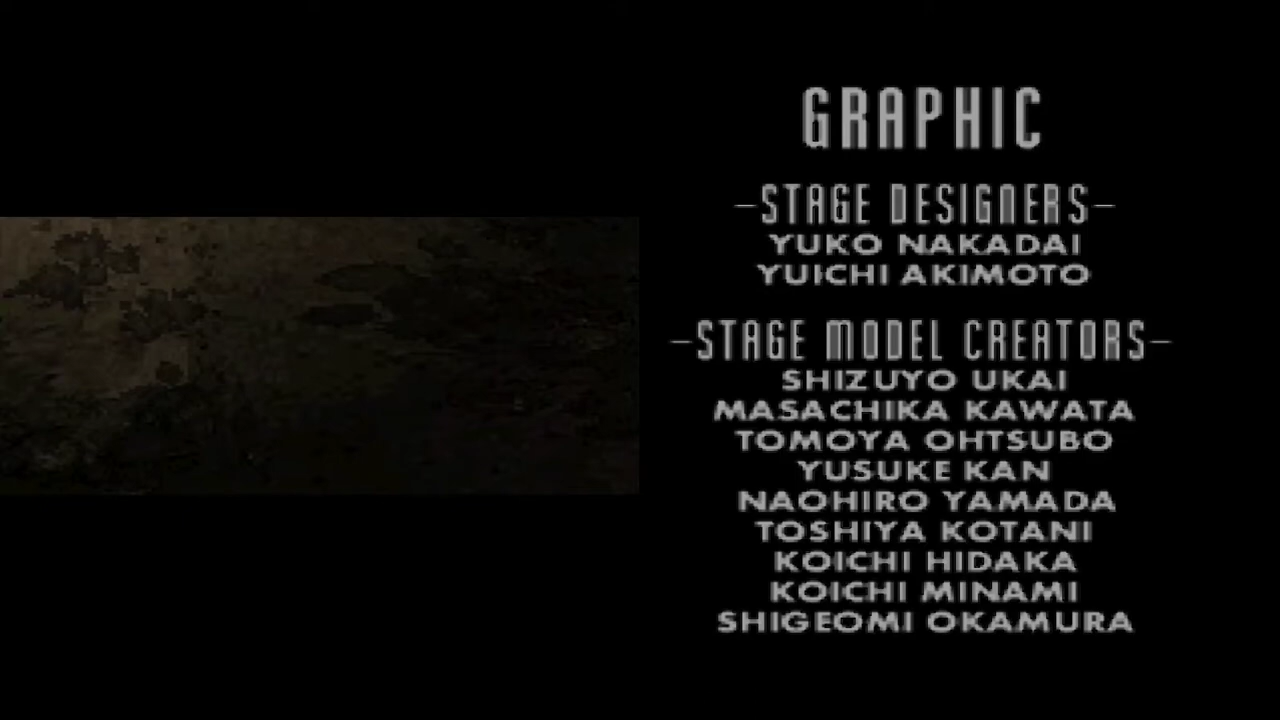 GRAPHIC
-STAGE DESIGNERS-
YUKO NAKADAI
YUICHI AKIMOTO
-STAGE MODEL CREATORS-
SHIZUYO UKAI
MASACHIKA KAWATA
TOMOYA OHTSUBO
YUSUKE KAN
NAOHIRO YAMADA
TOSHIYA KOTANI
KOICHI HIDAKA
KOICHI MINAMI
SHIGEOMI OKAMURA